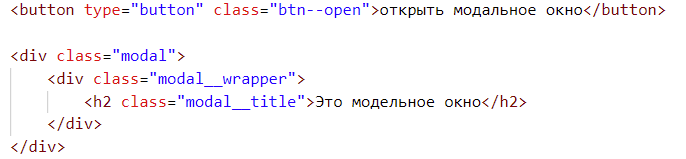 <button type="button" class="btn--open">открыть модальное окно</button>
<div class="modal">
<div class="modal__wrapper">
<h2 class="modal__title">Это модельное окно</h2>
</div>
</div>